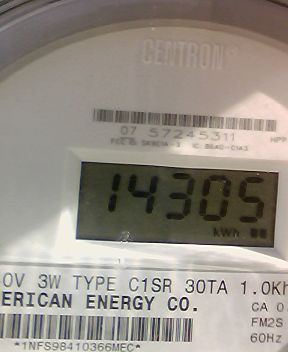 CENTRON®
07 57245311
14305
kWh
0V 3W TYPE C1SR 30TA 1.0Kh
ERICAN ENERGY CO.
CA 0
FM2S
60Hz
*1NFS98410366MEC*